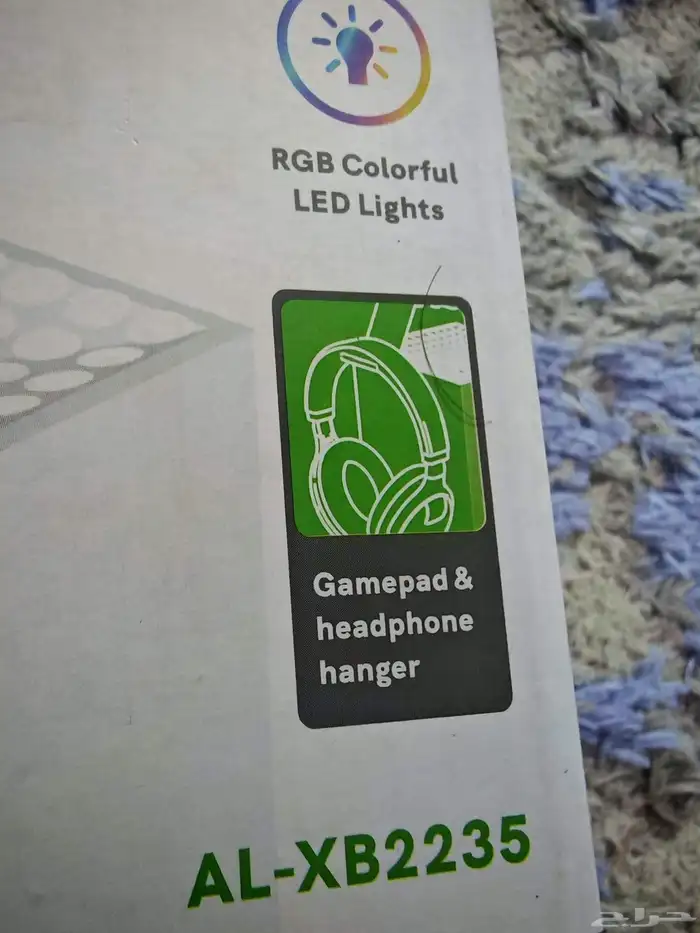 RGB Colorful
LED Lights
Gamepad &
headphone
hanger
AL-XB2235
حراج